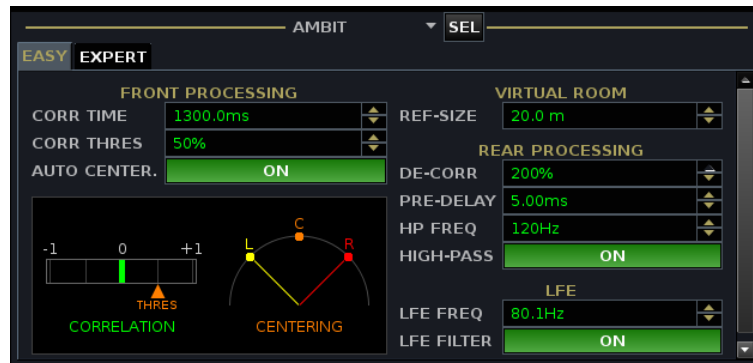 AMBIT SEL
EASY EXPERT
FRONT PROCESSING
CORR TIME 1300.0ms
CORR THRES 50%
AUTO CENTER. ON
-1 0 +1
THRES
CORRELATION
L C R
CENTERING
VIRTUAL ROOM
REF-SIZE 20.0 m
REAR PROCESSING
DE-CORR 200%
PRE-DELAY 5.00ms
HP FREQ 120Hz
HIGH-PASS ON
LFE
LFE FREQ 80.1Hz
LFE FILTER ON